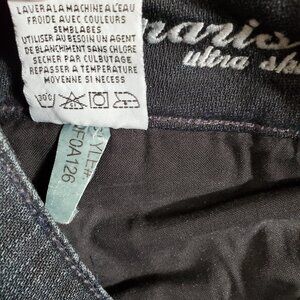 LAVER A LA MACHINE A L'EAU
FROIDE AVEC COULEURS
SEMBLABLES
UTILISER AU BESOIN UN AGENT
DE BLANCHIMENT SANS CHLORE
SECHER PAR CULBUTAGE
REPASSER A TEMPERATURE
MOYENNE SI NECESS
ultra
STYLE#